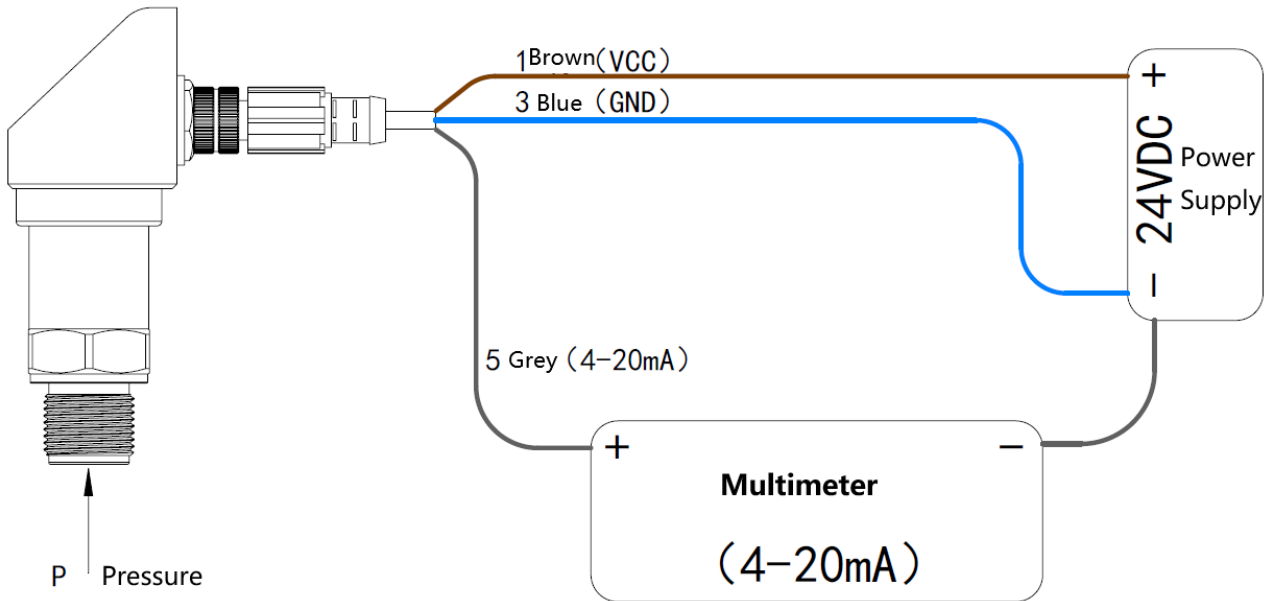 1Brown(VCC)
3 Blue (GND)
+
24VDC
Power
Supply
−
5 Grey (4-20mA)
+
−
Multimeter
(4-20mA)
P Pressure